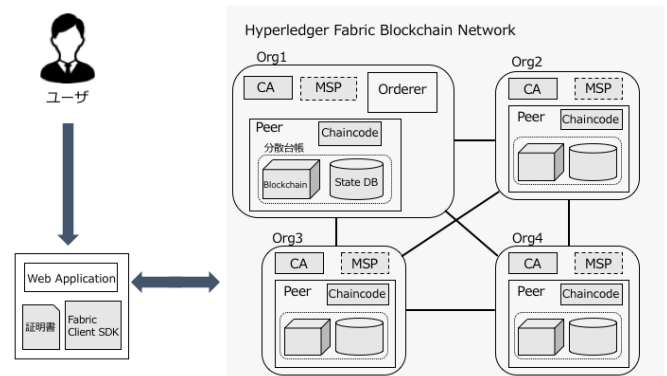 Hyperledger Fabric Blockchain Network
ユーザ
Org1
CA
MSP
Orderer
Peer
Chaincode
分散台帳
Blockchain
State DB
Org2
CA
MSP
Peer
Chaincode
Org3
CA
MSP
Peer
Chaincode
Org4
CA
MSP
Peer
Chaincode
Web Application
証明書
Fabric
Client SDK